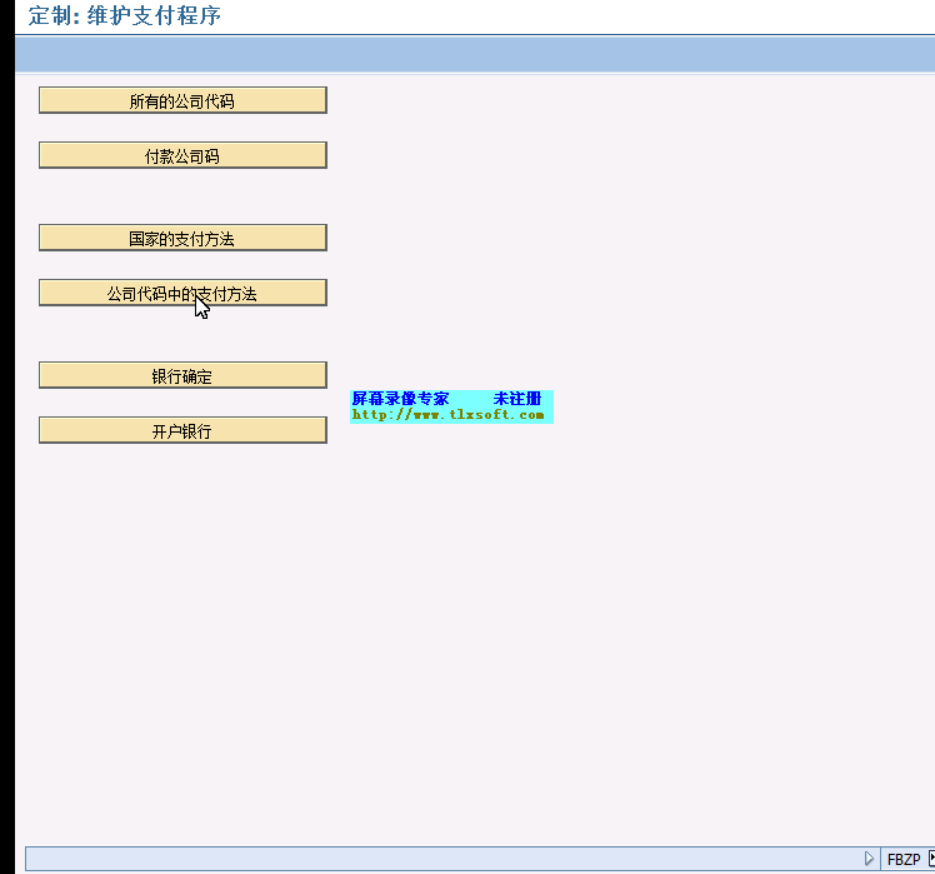 定制: 维护支付程序
所有的公司代码
付款公司码
国家的支付方法
公司代码中的支付方法
银行确定
屏幕录像专家 未注册
http://www.tlxsoft.com
开户银行
FBZP